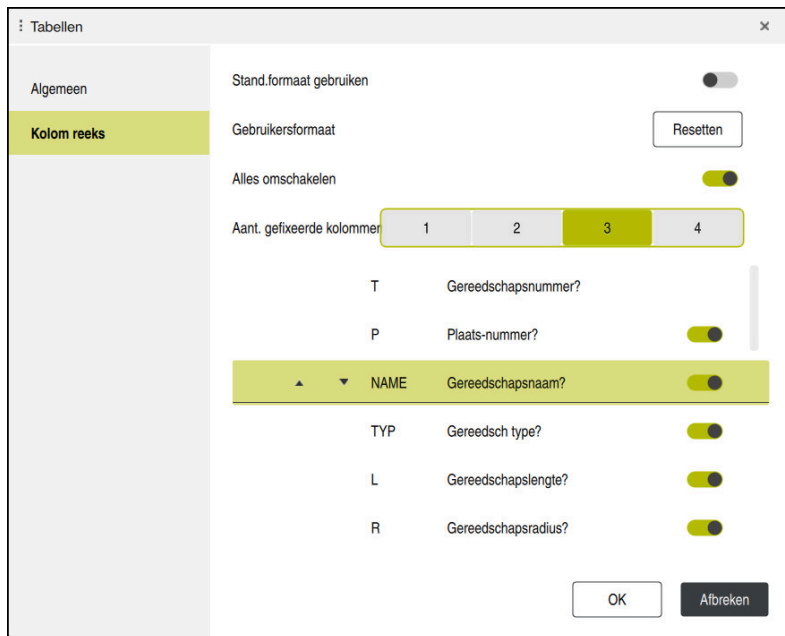 Tabellen
Algemeen
Kolom reeks
Stand.formaat gebruiken
Gebruikersformaat Resetten
Alles omschakelen
Aant. gefixeerde kolommer 1 2 3 4
T Gereedschapsnummer?
P Plaats-nummer?
NAME Gereedschapsnaam?
TYP Gereedsch type?
L Gereedschapslengte?
R Gereedschapsradius?
OK Afbreken